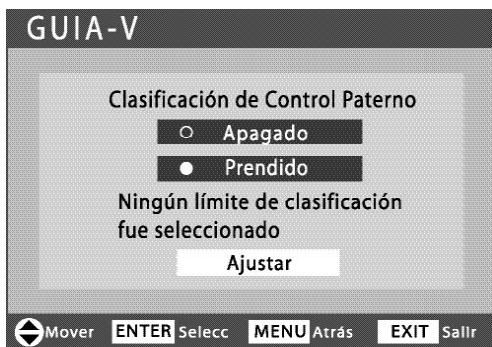 GUIA-V
Clasificación de Control Paterno
Apagado
Prendido
Ningún límite de clasificación
fue seleccionado
Ajustar
Mover ENTER Selecc MENU Atrás EXIT Salir